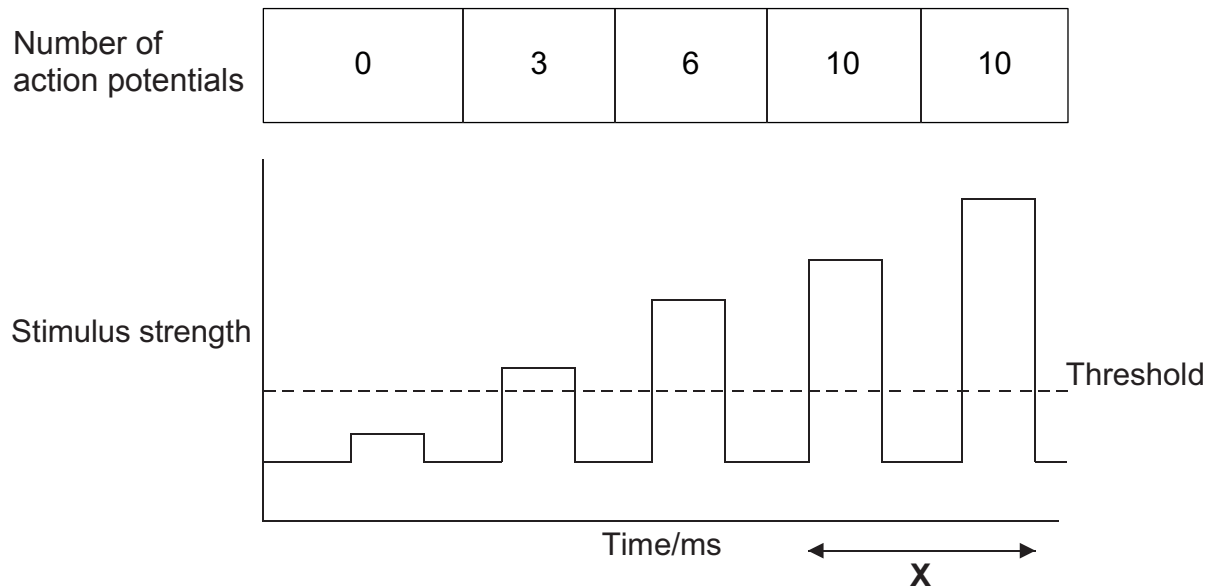 Number of
action potentials
0
3
6
10
10
Stimulus strength
Threshold
Time/ms
X